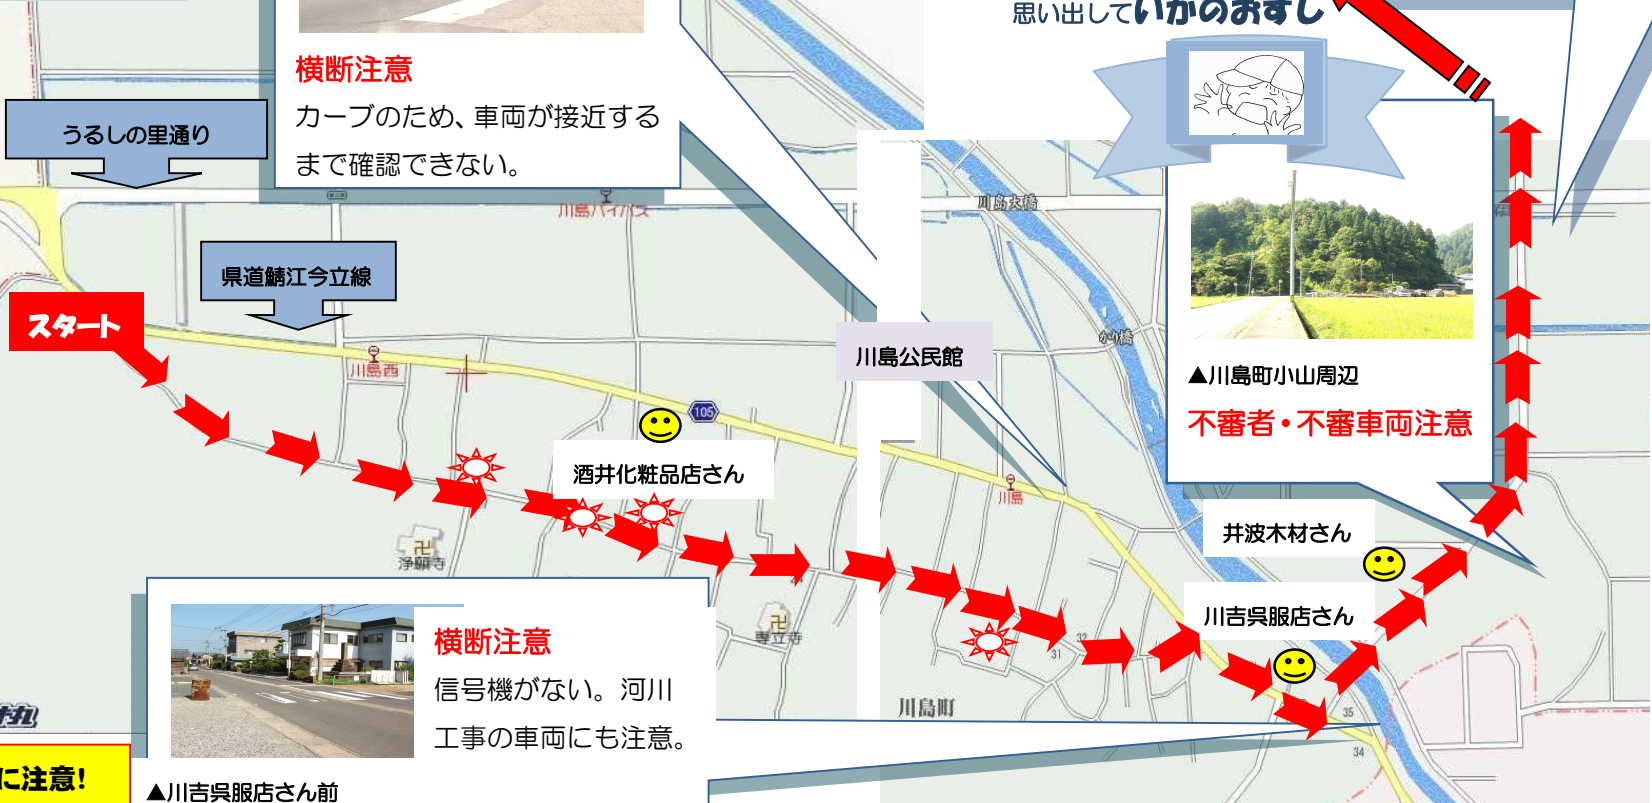 思い出していかのおすし
横断注意
カーブのため、車両が接近する
まで確認できない。
うるしの里通り
川島バイパス
川島大橋
県道鯖江今立線
スタート
川島西
105
川島公民館
かり橋
▲川島町小山周辺
不審者・不審車両注意
酒井化粧品店さん
川島
井波木材さん
浄願寺
川吉呉服店さん
専立寺
32
31
川島町
35
34
横断注意
信号機がない。河川
工事の車両にも注意。
に注意!
▲川吉呉服店さん前